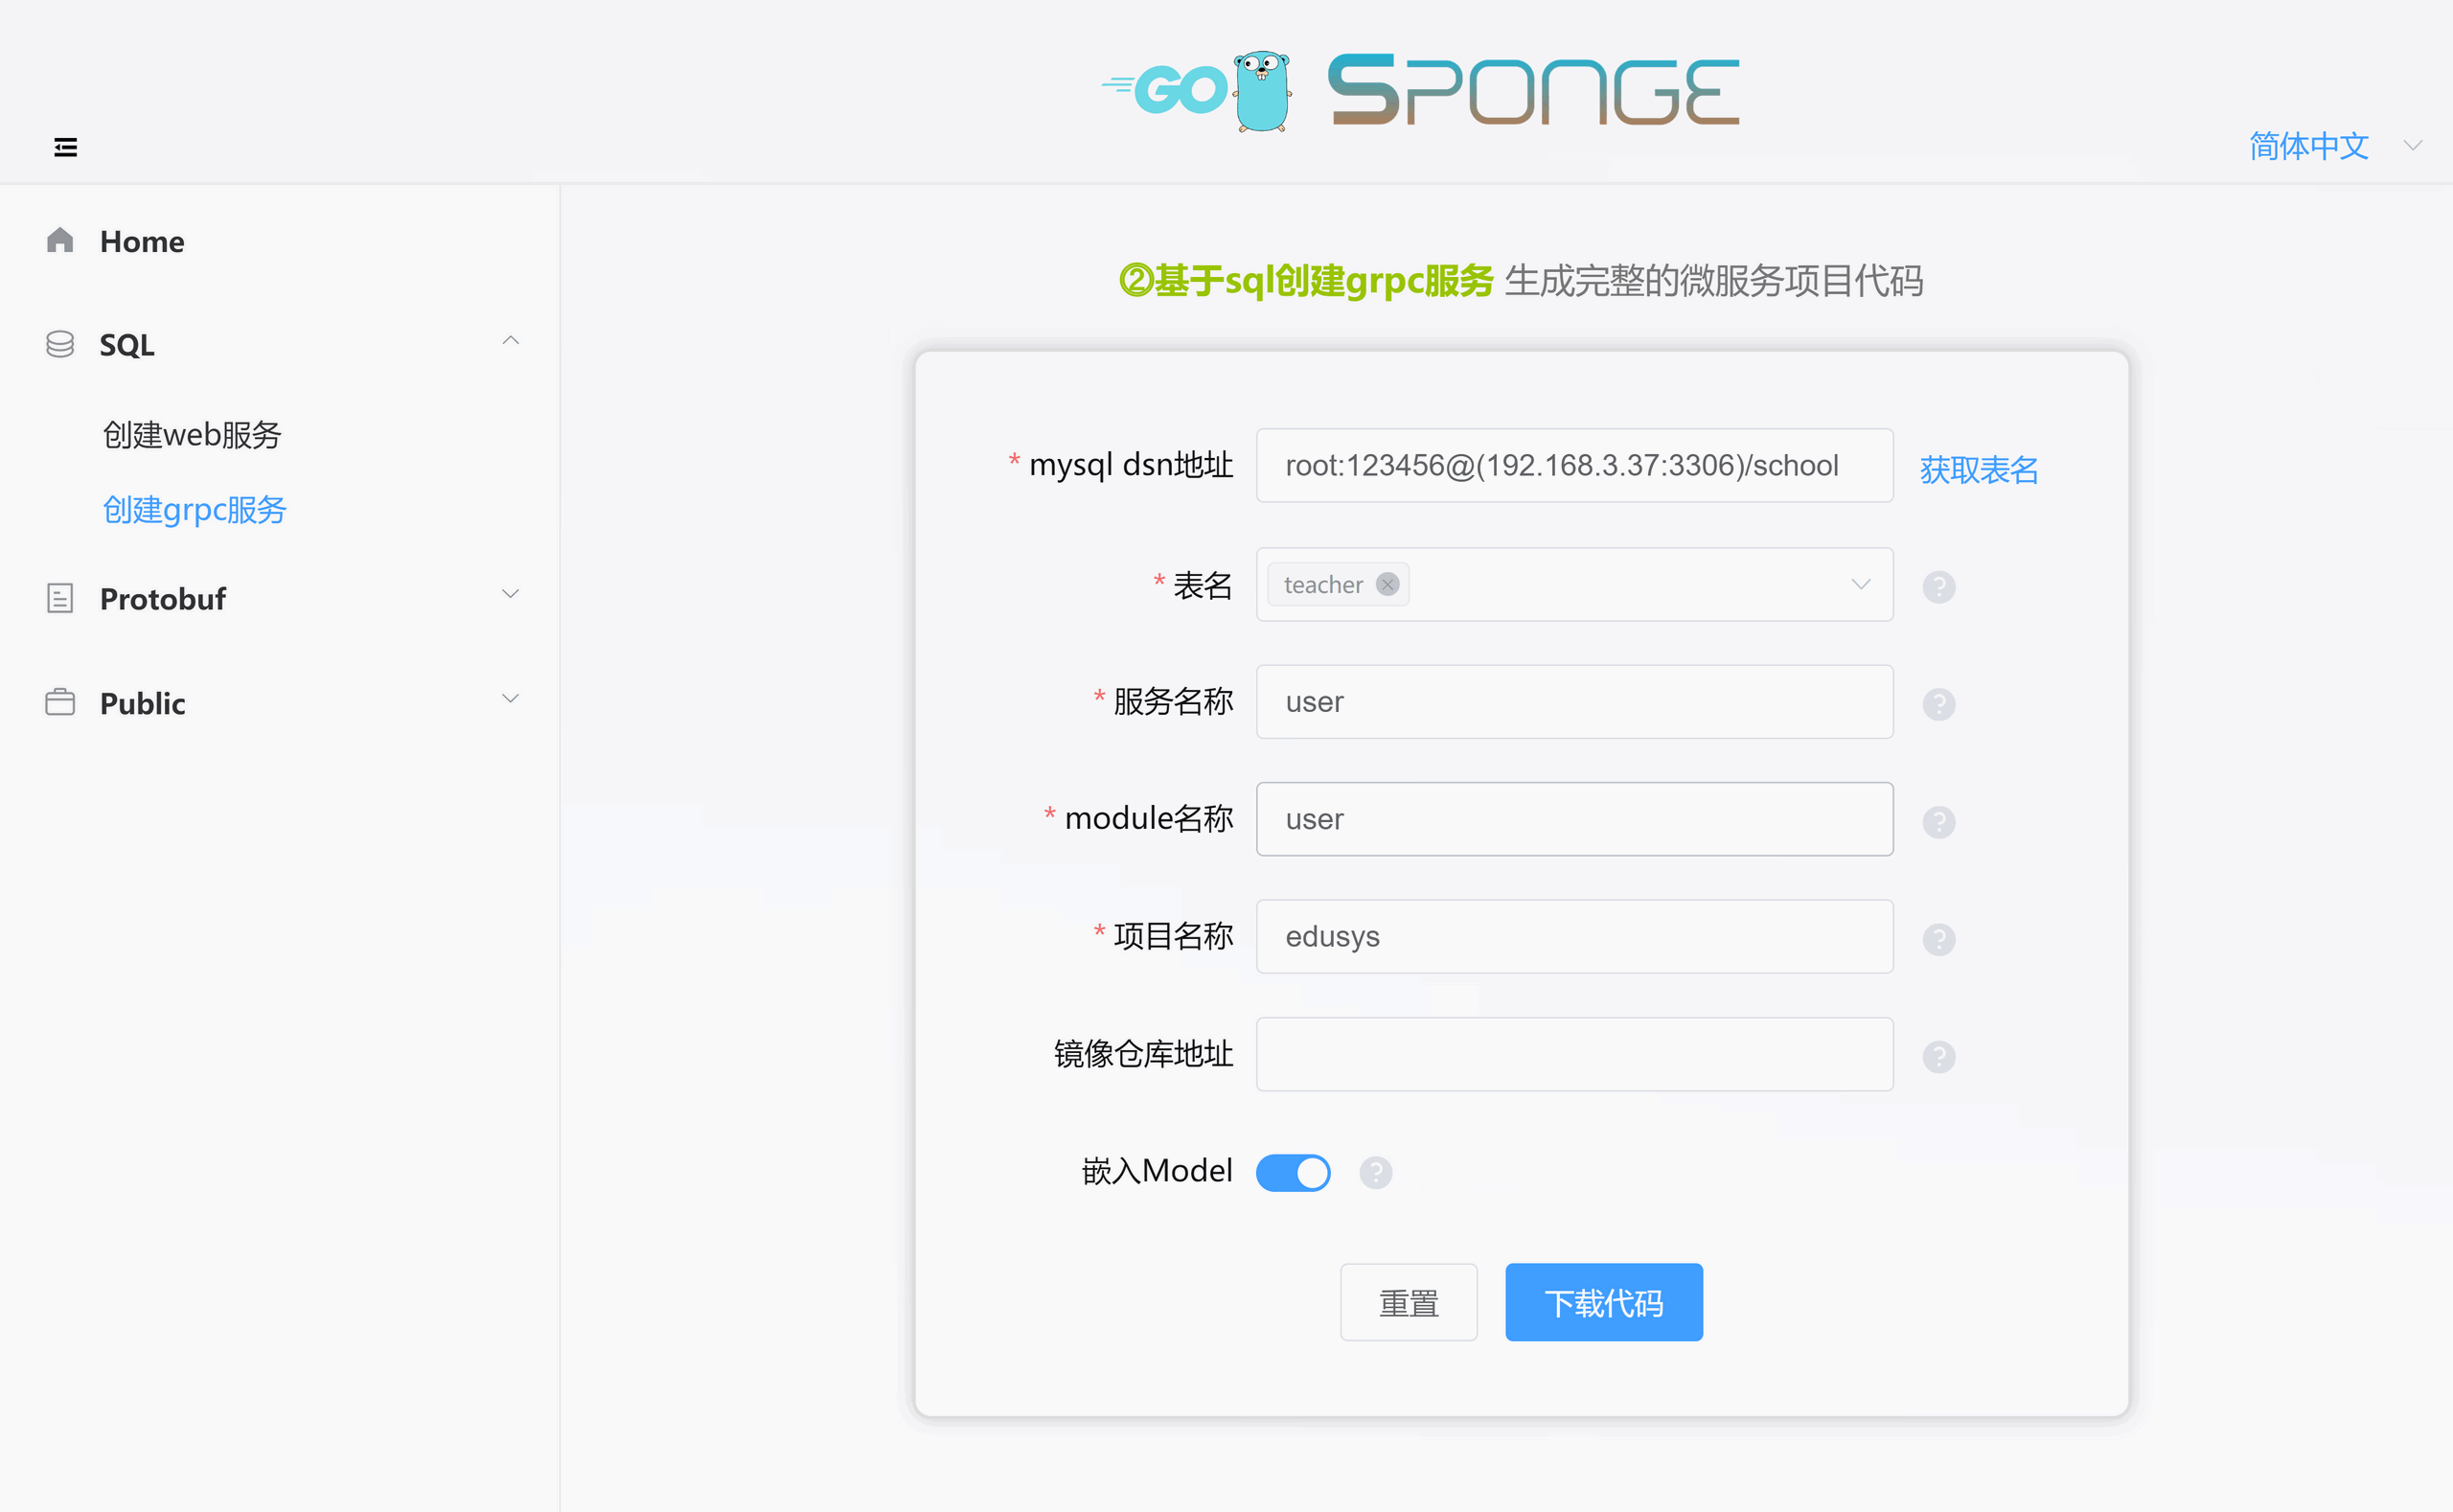 GO SPONGE
简体中文
Home
SQL
创建web服务
创建grpc服务
Protobuf
Public
②基于sql创建grpc服务 生成完整的微服务项目代码
* mysql dsn地址 root:123456@(192.168.3.37:3306)/school 获取表名
* 表名 teacher ?
* 服务名称 user ?
* module名称 user ?
* 项目名称 edusys ?
镜像仓库地址 ?
嵌入Model ?
重置 下载代码